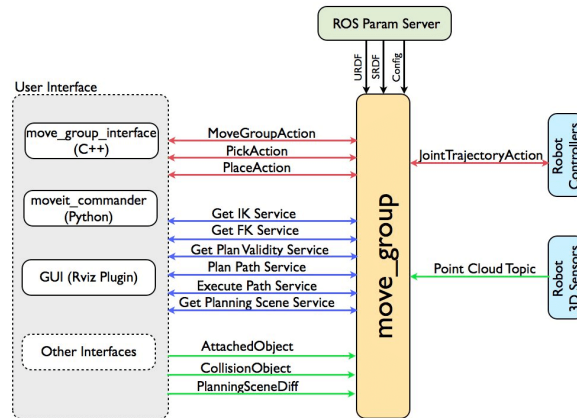 ROS Param Server
URDF
SRDF
Config
User Interface
move_group_interface
(C++)
moveit_commander
(Python)
GUI (Rviz Plugin)
Other Interfaces
MoveGroupAction
PickAction
PlaceAction
Get IK Service
Get FK Service
Get Plan Validity Service
Plan Path Service
Execute Path Service
Get Planning Scene Service
AttachedObject
CollisionObject
PlanningSceneDiff
move_group
JointTrajectoryAction
Robot
Controllers
Point Cloud Topic
Robot
3D Sensors